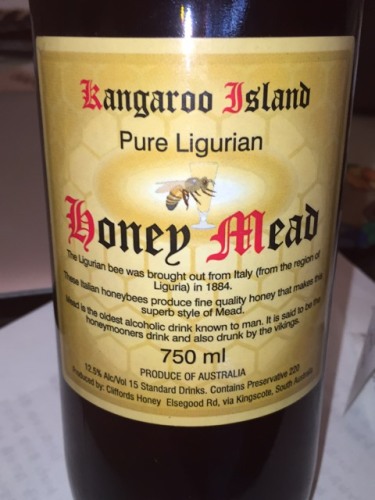 Kangaroo Island
Pure Ligurian
Honey Mead
The Ligurian bee was brought out from Italy (from the region of
Liguria) in 1884.
These Italian honeybees produce fine quality honey that makes this
superb style of Mead.
Mead is the oldest alcoholic drink known to man. It is said to be the
honeymooners drink and also drunk by the vikings.
750 ml
PRODUCE OF AUSTRALIA
12.5% Alc/Vol 15 Standard Drinks. Contains Preservative 220
Produced by: Cliffords Honey Elsegood Rd, via Kingscote, South Australia